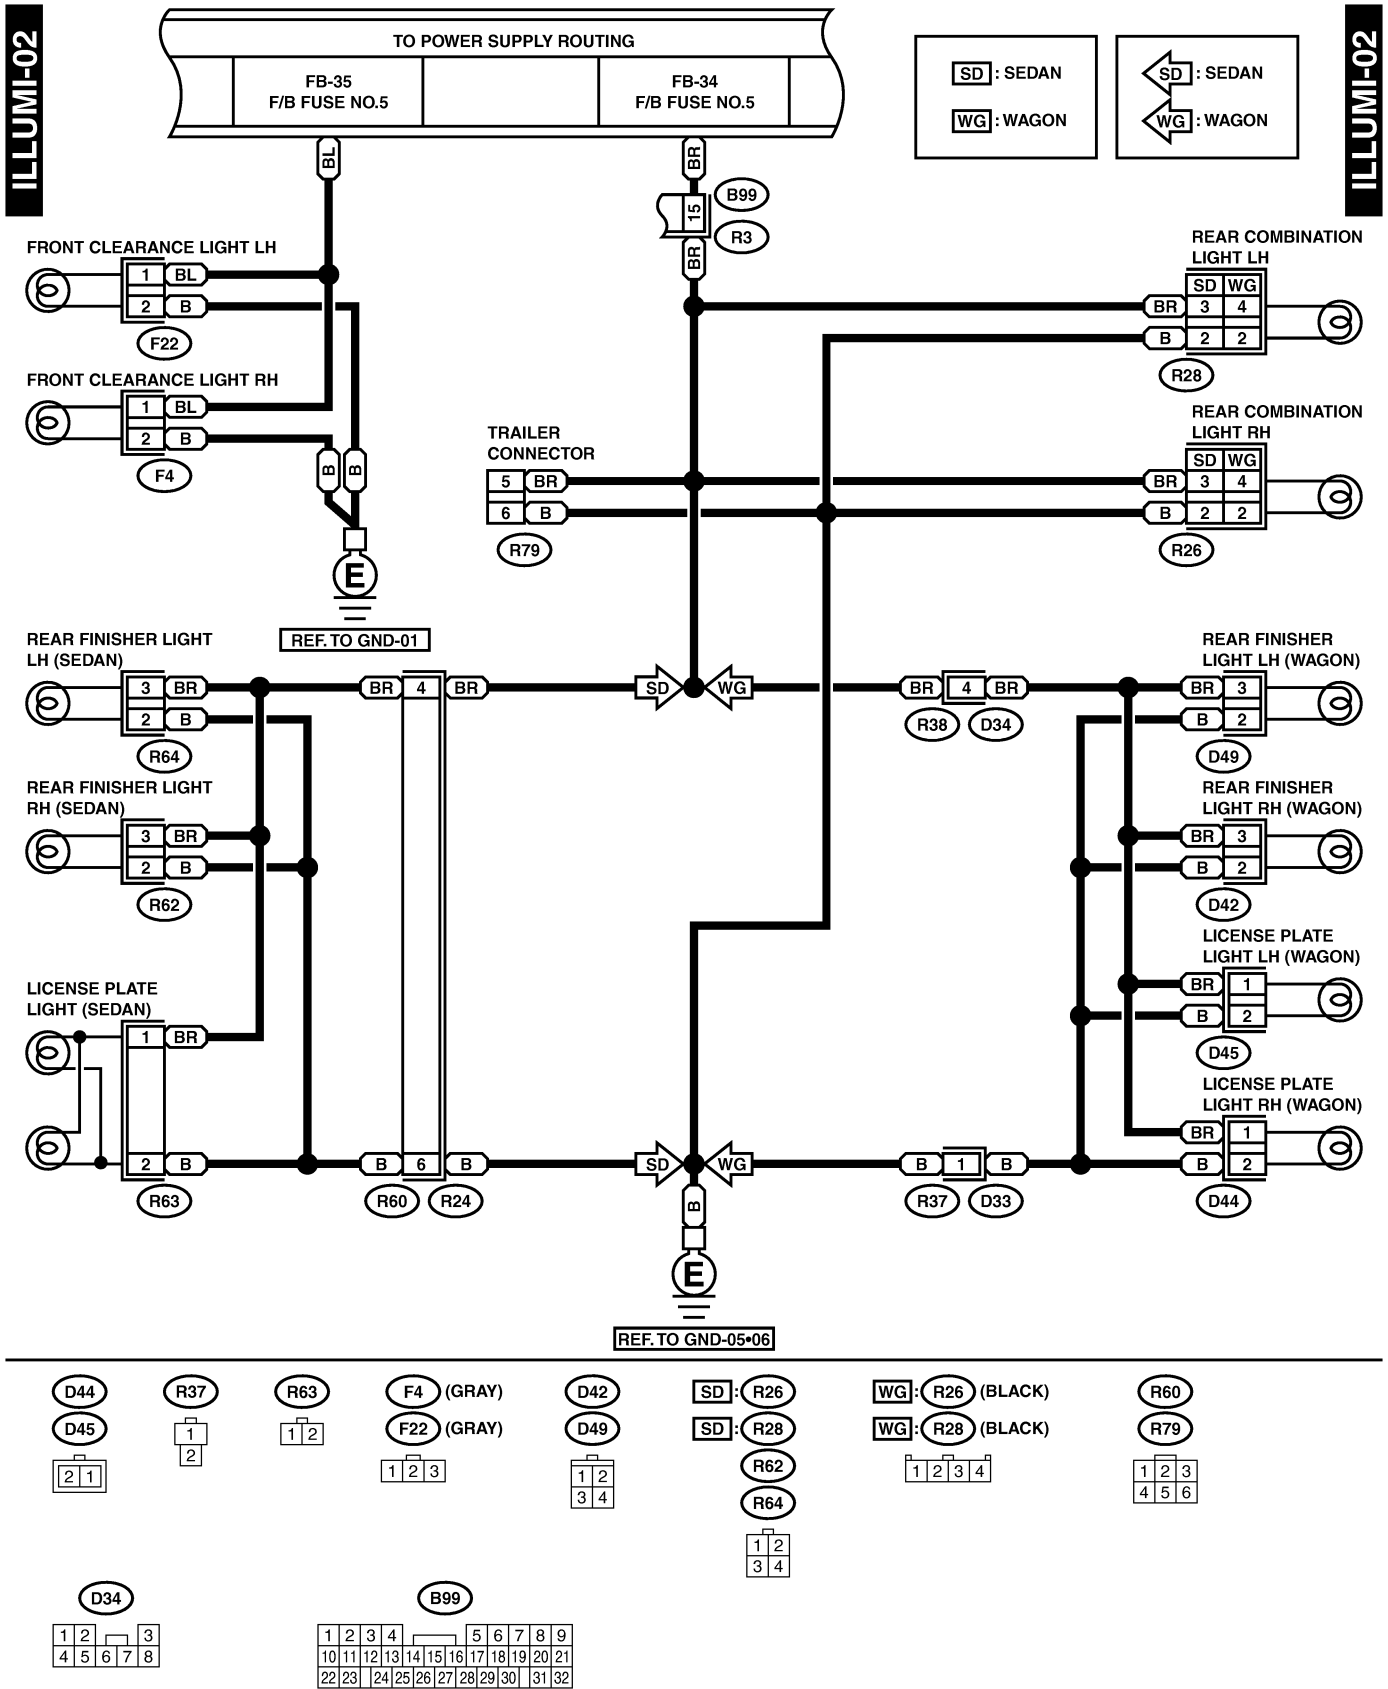 ILLUMI-02
ILLUMI-02
TO POWER SUPPLY ROUTING
FB-35
F/B FUSE NO.5
FB-34
F/B FUSE NO.5
SD : SEDAN
WG : WAGON
SD : SEDAN
WG : WAGON
BL
BR
15
B99
R3
BR
FRONT CLEARANCE LIGHT LH
1 BL
2 B
F22
FRONT CLEARANCE LIGHT RH
1 BL
2 B
F4
B B
E
REF. TO GND-01
TRAILER
CONNECTOR
5 BR
6 B
R79
REAR COMBINATION
LIGHT LH
SD WG
BR 3 4
B 2 2
R28
REAR COMBINATION
LIGHT RH
SD WG
BR 3 4
B 2 2
R26
REAR FINISHER LIGHT
LH (SEDAN)
3 BR
2 B
R64
BR 4 BR
SD WG
BR 4 BR
R38 D34
REAR FINISHER
LIGHT LH (WAGON)
BR 3
B 2
D49
REAR FINISHER LIGHT
RH (SEDAN)
3 BR
2 B
R62
REAR FINISHER
LIGHT RH (WAGON)
BR 3
B 2
D42
LICENSE PLATE
LIGHT LH (WAGON)
BR 1
B 2
D45
LICENSE PLATE
LIGHT (SEDAN)
1 BR
2 B
R63
B 6 B
R60 R24
SD WG
B
E
REF. TO GND-05•06
B 1 B
R37 D33
LICENSE PLATE
LIGHT RH (WAGON)
BR 1
B 2
D44
D44
D45
2 1
R37
1
2
R63
1 2
F4 (GRAY)
F22 (GRAY)
1 2 3
D42
D49
1 2
3 4
SD : R26
SD : R28
R62
R64
1 2
3 4
WG : R26 (BLACK)
WG : R28 (BLACK)
1 2 3 4
R60
R79
1 2 3
4 5 6
D34
1 2 3
4 5 6 7 8
B99
1 2 3 4 5 6 7 8 9
10 11 12 13 14 15 16 17 18 19 20 21
22 23 24 25 26 27 28 29 30 31 32